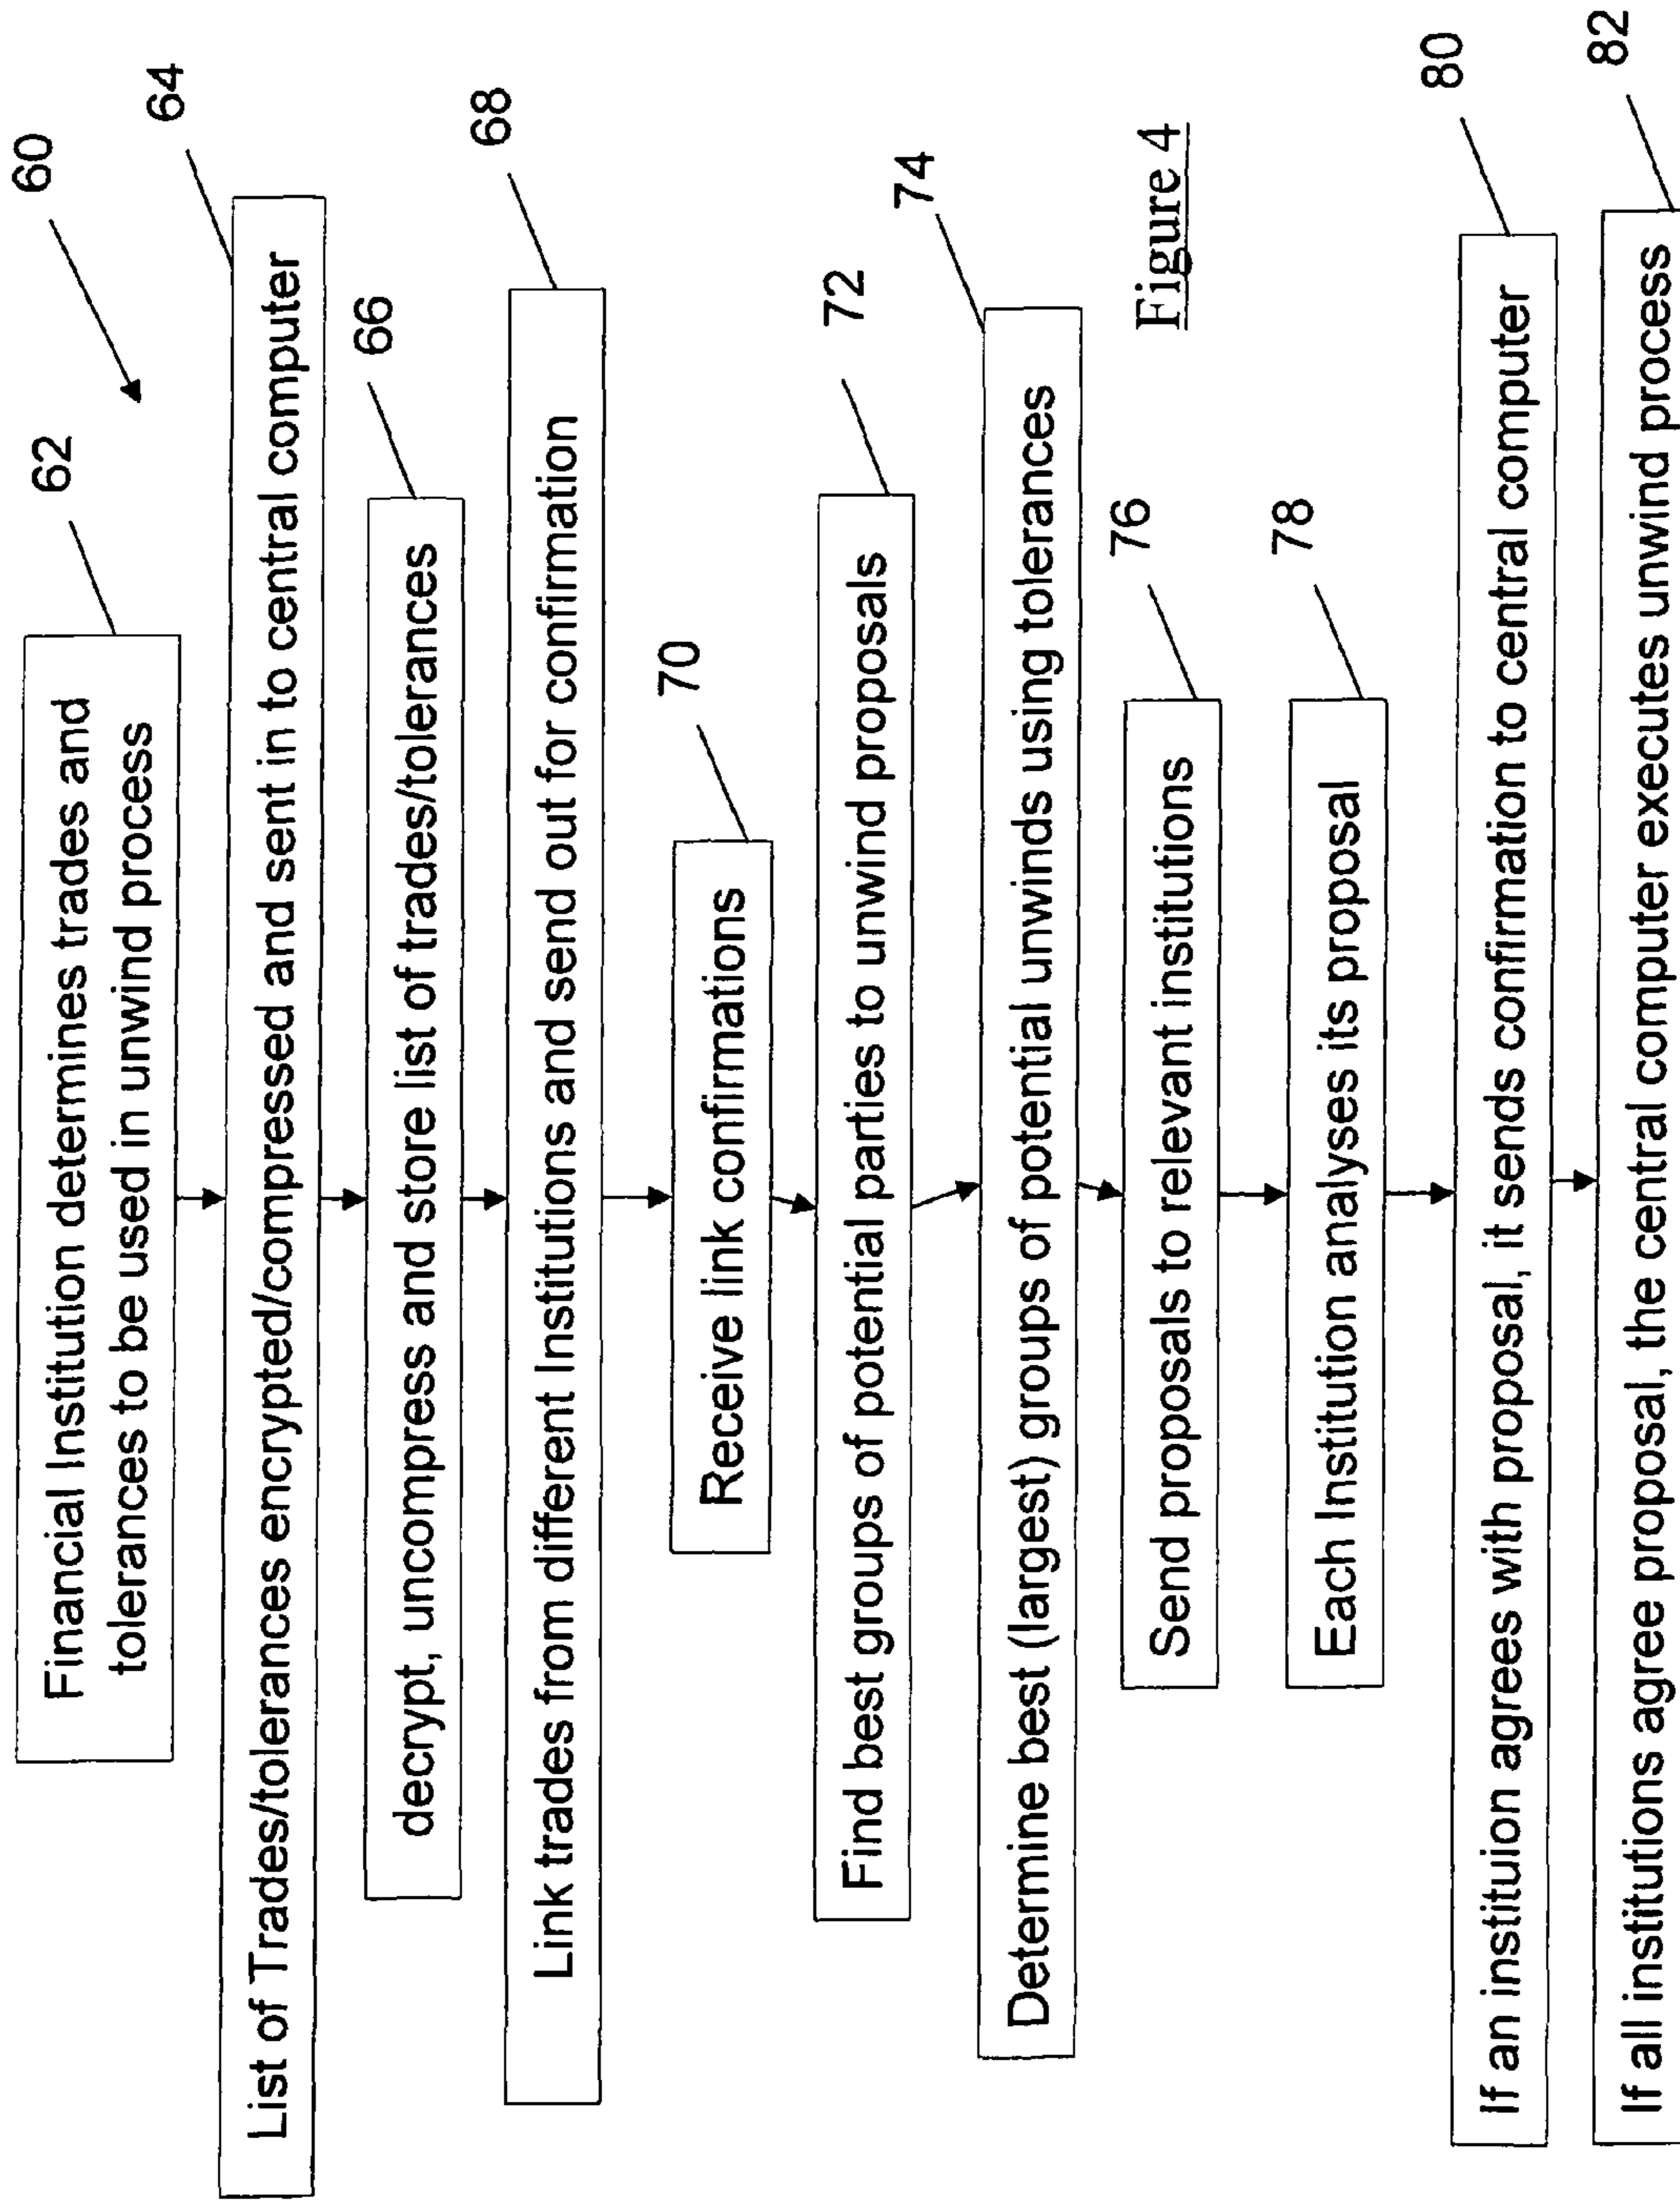 60
62
Financial Institution determines trades and
tolerances to be used in unwind process
64
List of Trades/tolerances encrypted/compressed and sent in to central computer
66
decrypt, uncompress and store list of trades/tolerances
68
Link trades from different Institutions and send out for confirmation
70
Receive link confirmations
72
Find best groups of potential parties to unwind proposals
74
Determine best (largest) groups of potential unwinds using tolerances
76
Send proposals to relevant institutions
78
Each Institution analyses its proposal
80
If an instituion agrees with proposal, it sends confirmation to central computer
82
If all institutions agree proposal, the central computer executes unwind process
Figure 4